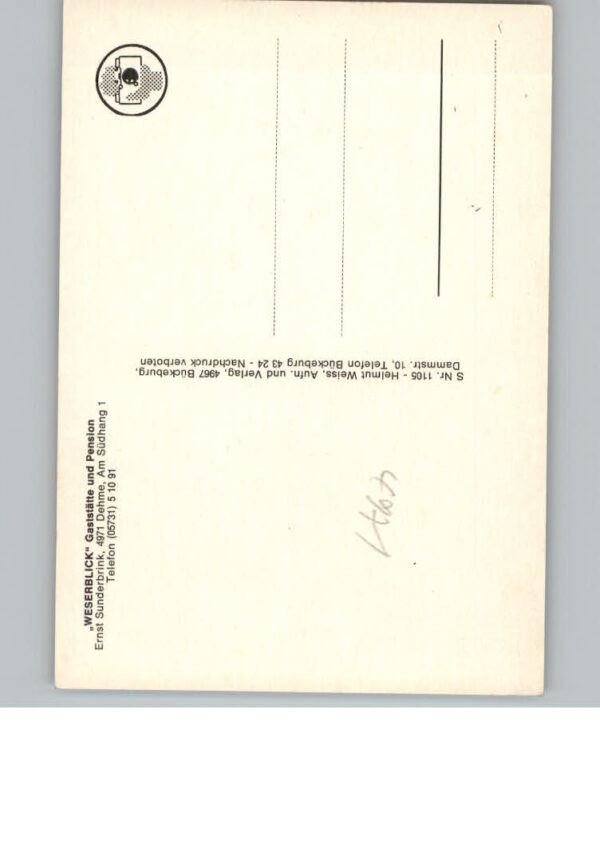 „WESERBLICK“ Gaststätte und Pension
Ernst Sunderbrink, 4971 Dehme, Am Südhang 1
Telefon (05731) 5 10 91
S Nr. 1105 - Helmut Weiss, Aufn. und Verlag, 4967 Bückeburg,
Dammstr. 10, Telefon Bückeburg 43 24 - Nachdruck verboten